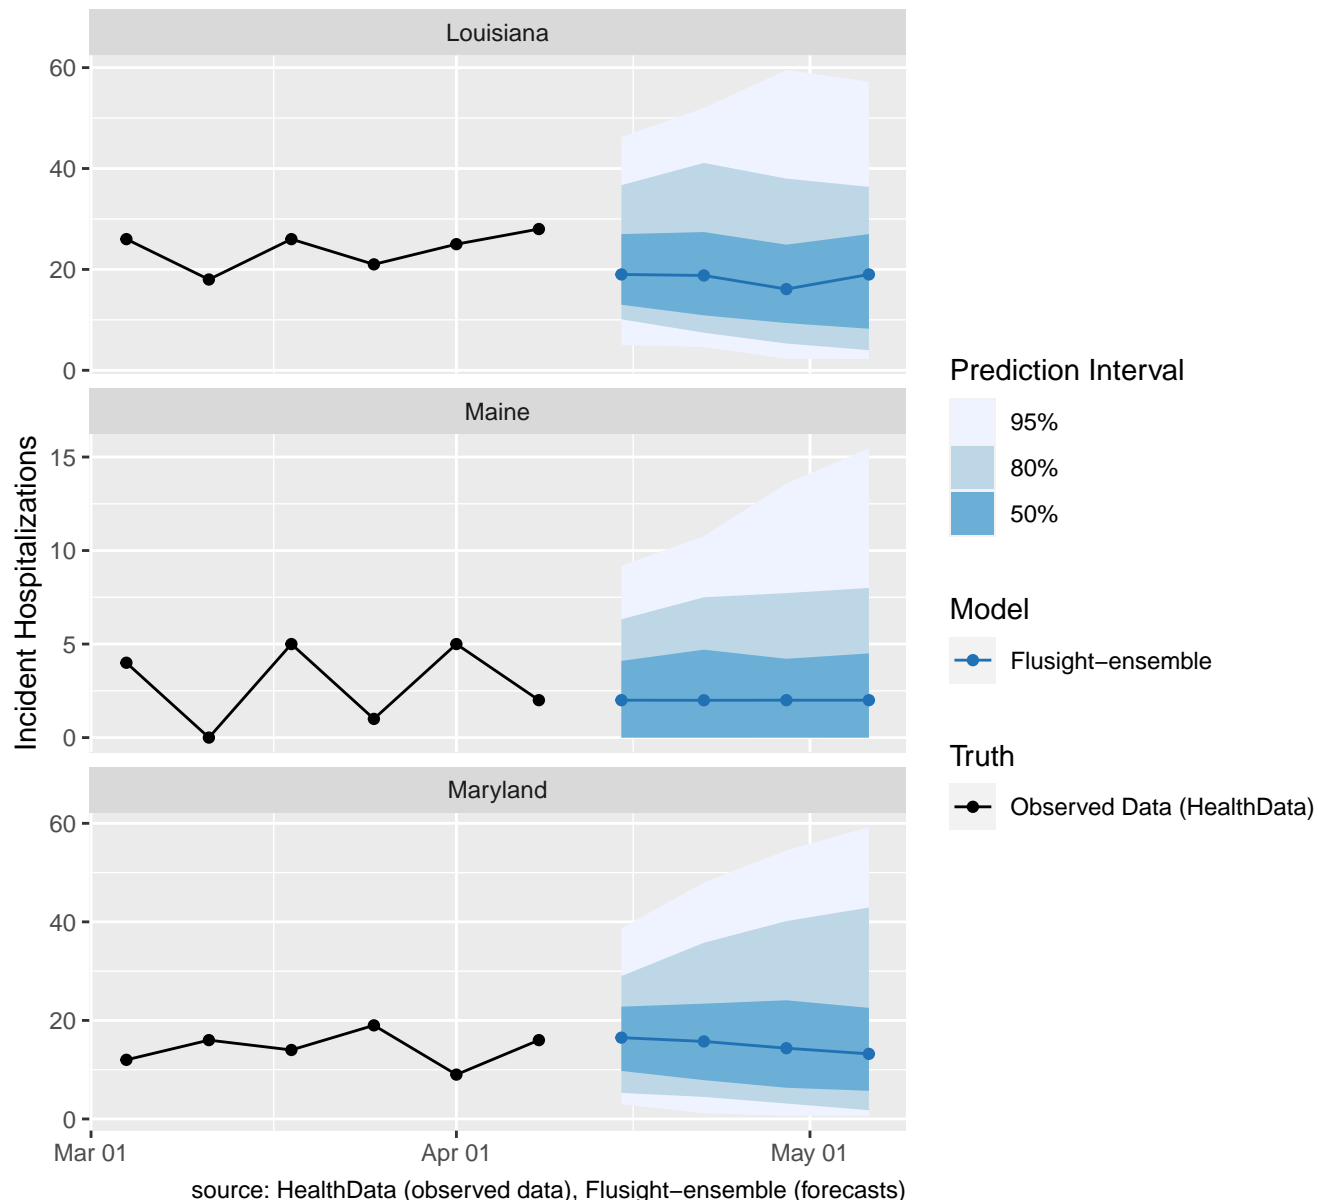 Louisiana
60
40
20
0
Maine
15
10
5
0
Maryland
60
40
20
0
Mar 01
Apr 01
May 01
Incident Hospitalizations
source: HealthData (observed data), Flusight−ensemble (forecasts)
Prediction Interval
95%
80%
50%
Model
Flusight−ensemble
Truth
Observed Data (HealthData)